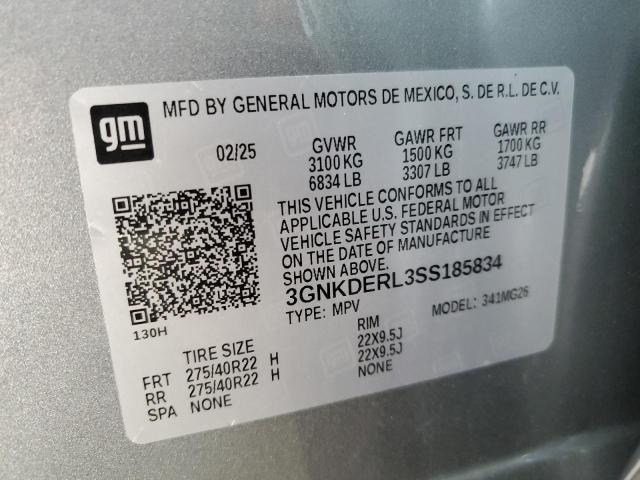 gm
MFD BY GENERAL MOTORS DE MEXICO, S. DE R.L. DE C.V.
02/25 GVWR GAWR FRT GAWR RR
3100 KG 1500 KG 1700 KG
6834 LB 3307 LB 3747 LB
THIS VEHICLE CONFORMS TO ALL
APPLICABLE U.S. FEDERAL MOTOR
VEHICLE SAFETY STANDARDS IN EFFECT
ON THE DATE OF MANUFACTURE
3GNKDERL3SS185834
TYPE: MPV MODEL: 341MG26
130H
TIRE SIZE RIM
FRT 275/40R22 H 22X9.5J
RR 275/40R22 H 22X9.5J
SPA NONE NONE